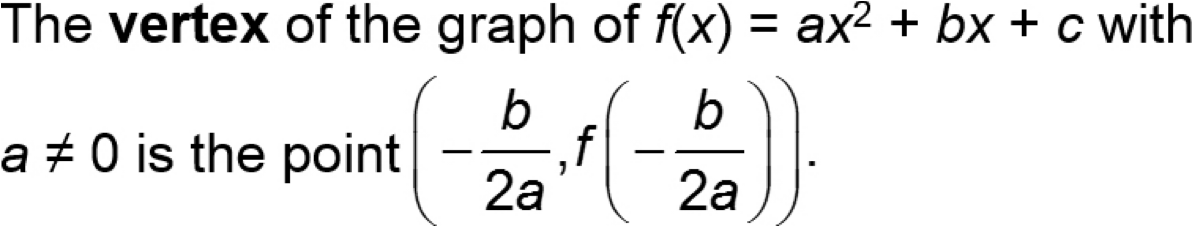 The vertex of the graph of f(x) = ax² + bx + c with
a ≠ 0 is the point (−b/2a, f(−b/2a)).